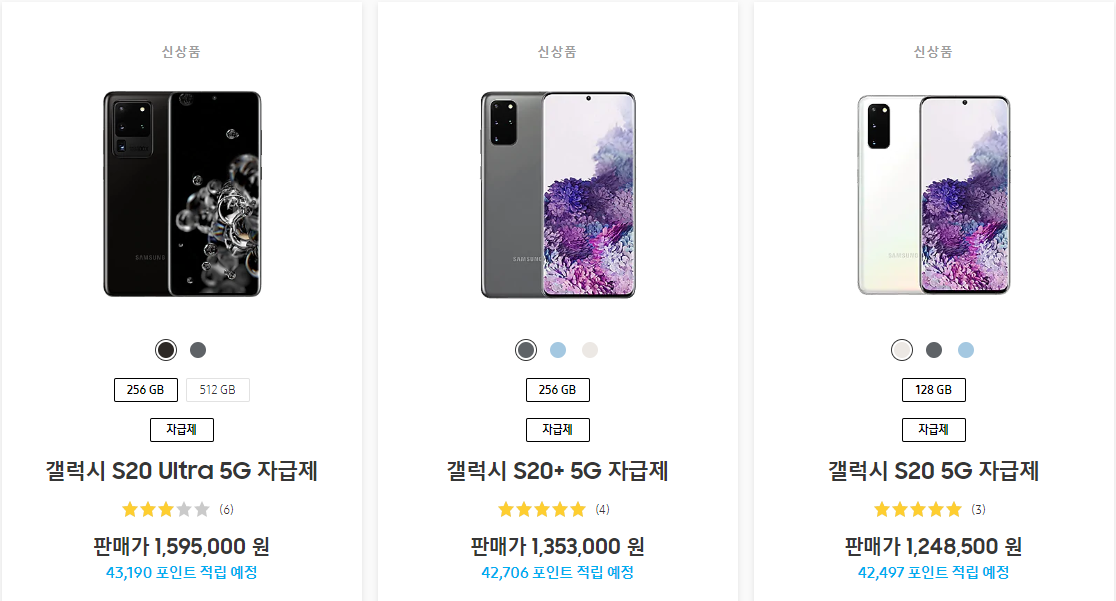 신상품
SAMSUNG
256 GB
512 GB
자급제
갤럭시 S20 Ultra 5G 자급제
(6)
판매가 1,595,000 원
43,190 포인트 적립 예정
신상품
SAMSUNG
256 GB
자급제
갤럭시 S20+ 5G 자급제
(4)
판매가 1,353,000 원
42,706 포인트 적립 예정
신상품
SAMSUNG
128 GB
자급제
갤럭시 S20 5G 자급제
(3)
판매가 1,248,500 원
42,497 포인트 적립 예정